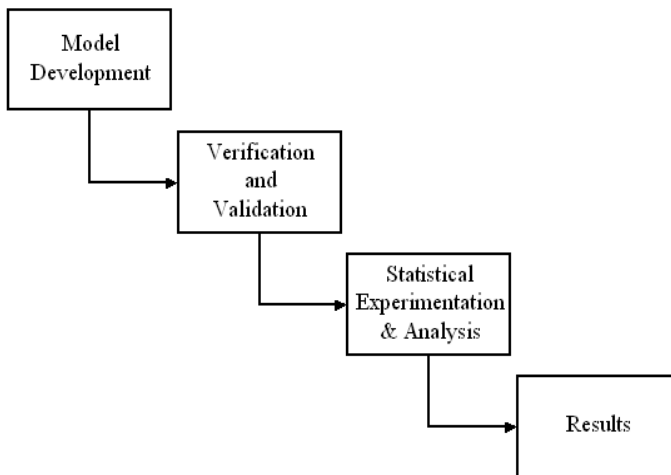 Model
Development
Verification
and
Validation
Statistical
Experimentation
& Analysis
Results